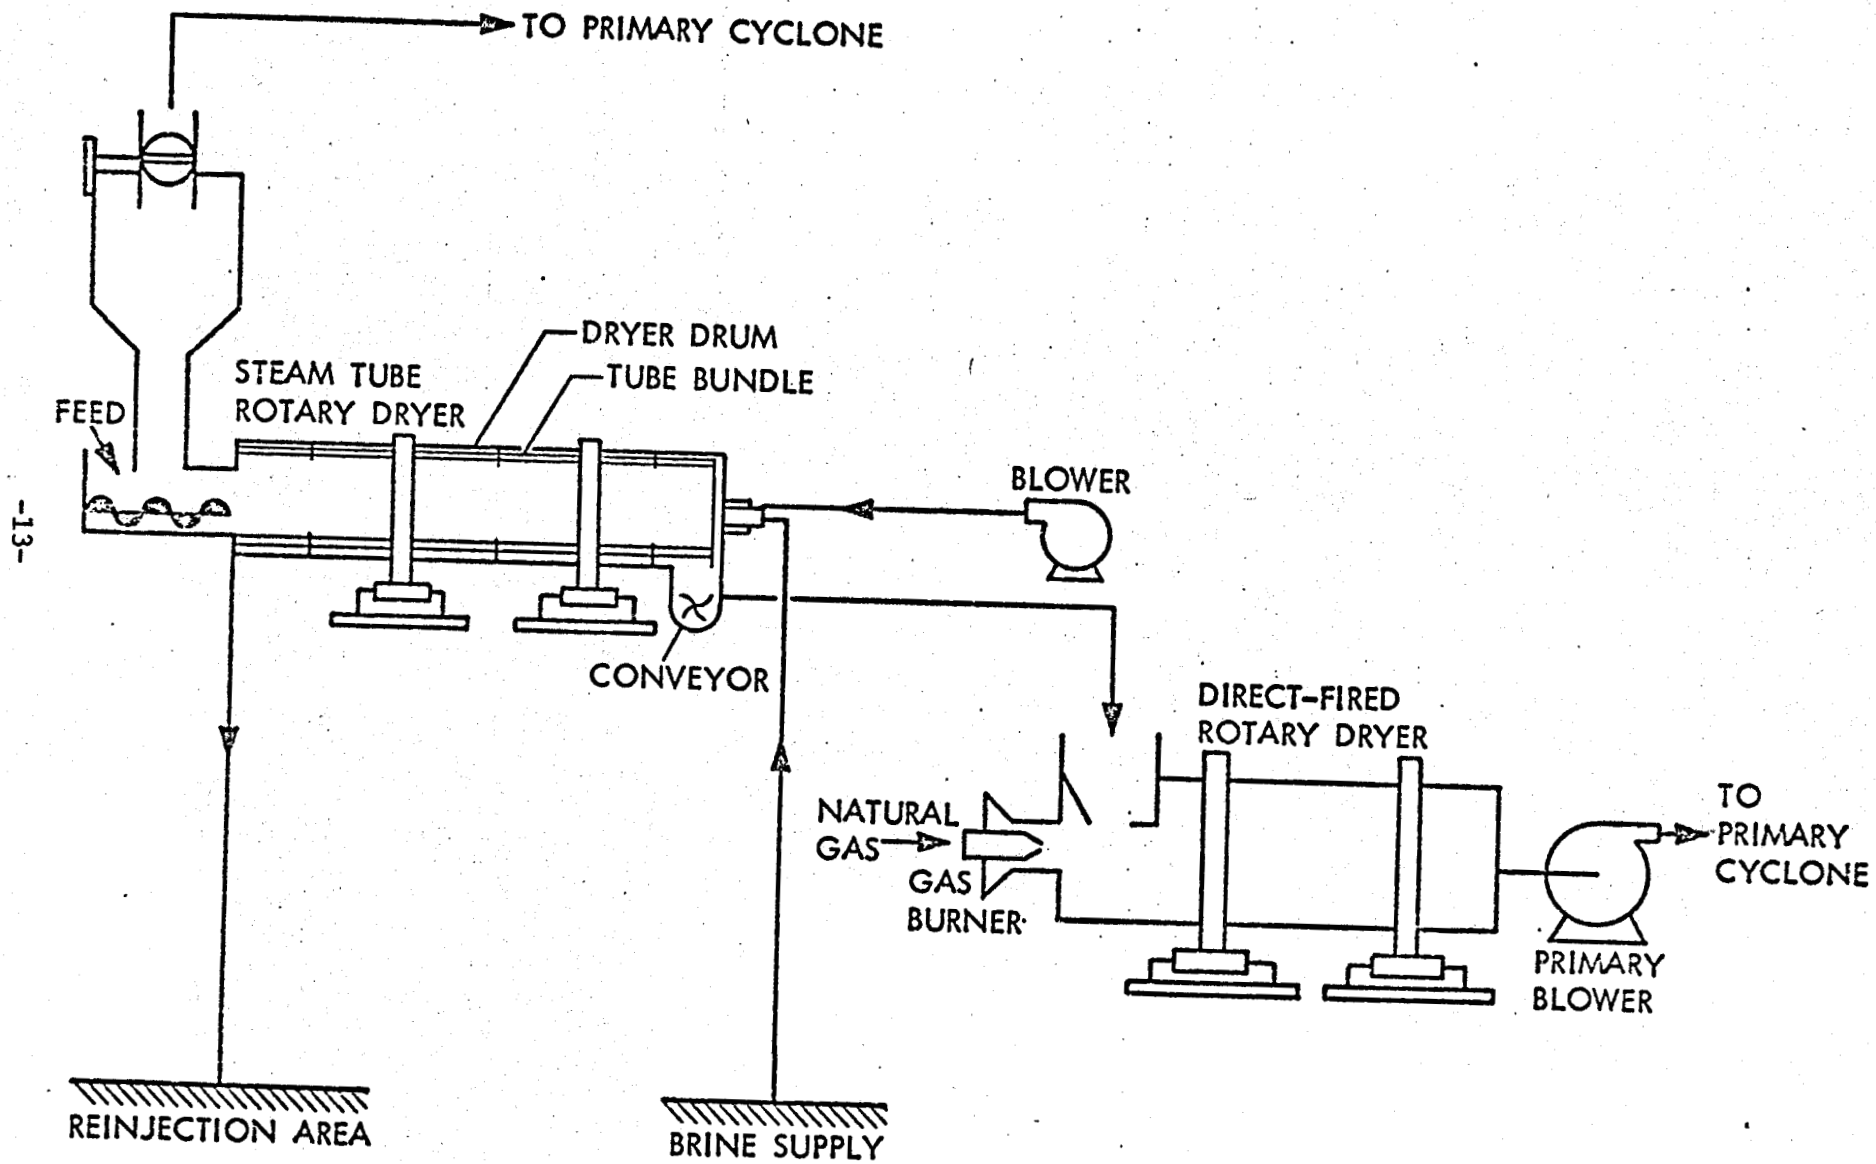 TO PRIMARY CYCLONE
DRYER DRUM
TUBE BUNDLE
STEAM TUBE
ROTARY DRYER
FEED
BLOWER
-13-
CONVEYOR
DIRECT-FIRED
ROTARY DRYER
NATURAL
GAS
GAS
BURNER
TO
PRIMARY
CYCLONE
PRIMARY
BLOWER
REINJECTION AREA
BRINE SUPPLY